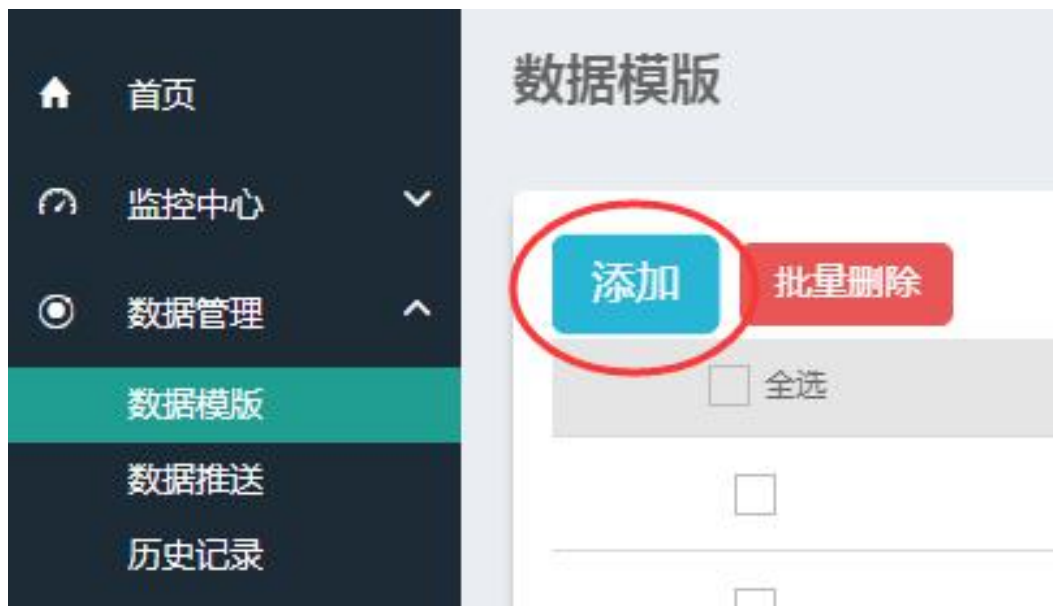 首页
监控中心
数据管理
数据模版
数据推送
历史记录
数据模版
添加
批量删除
全选